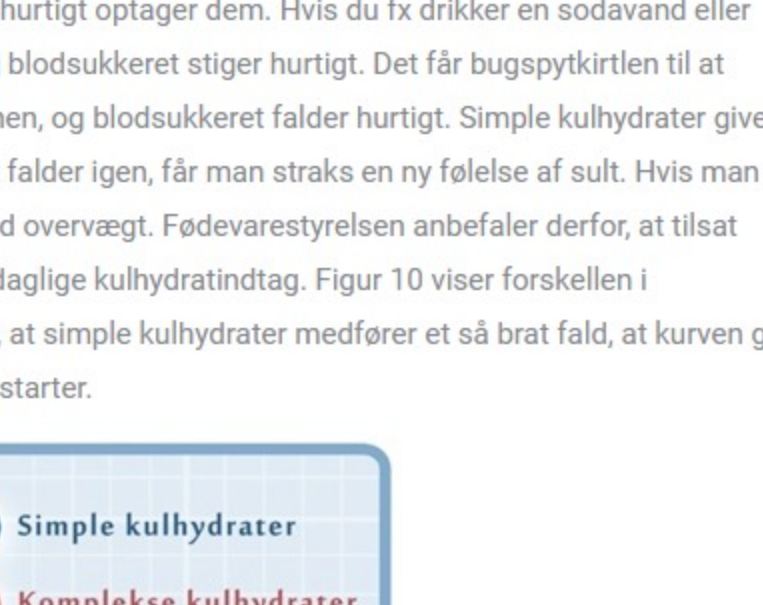 hurtigt optager dem. Hvis du fx drikker en sodavand eller
blodsukkeret stiger hurtigt. Det får bugspytkirtlen til at
og blodsukkeret falder hurtigt. Simple kulhydrater give
falder igen, får man straks en ny følelse af sult. Hvis man
overvægt. Fødevarestyrelsen anbefaler derfor, at tilsat
daglige kulhydratindtag. Figur 10 viser forskellen i
at simple kulhydrater medfører et så brat fald, at kurven
starter.
Simple kulhydrater
Komplekse kulhydrater